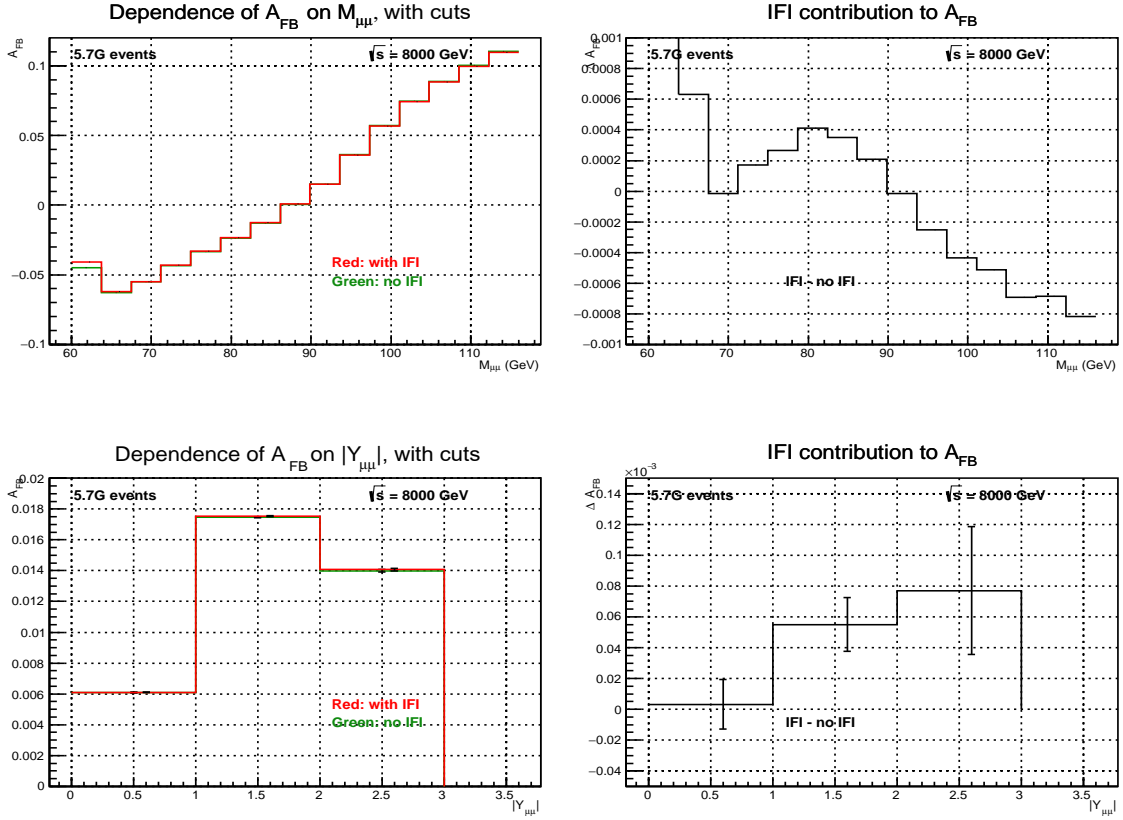 Dependence of A_FB on M_μμ, with cuts
A_FB
5.7G events
√s = 8000 GeV
0.1
0.05
0
−0.05
−0.1
Red: with IFI
Green: no IFI
60 70 80 90 100 110
M_μμ (GeV)
IFI contribution to A_FB
Δ A_FB
5.7G events
√s = 8000 GeV
0.001
0.0008
0.0006
0.0004
0.0002
0
−0.0002
−0.0004
−0.0006
−0.0008
−0.001
IFI - no IFI
60 70 80 90 100 110
M_μμ (GeV)
Dependence of A_FB on |Y_μμ|, with cuts
A_FB
5.7G events
√s = 8000 GeV
0.02
0.018
0.016
0.014
0.012
0.01
0.008
0.006
0.004
0.002
0
Red: with IFI
Green: no IFI
0 0.5 1 1.5 2 2.5 3 3.5
|Y_μμ|
IFI contribution to A_FB
×10⁻³
Δ A_FB
5.7G events
√s = 8000 GeV
0.14
0.12
0.1
0.08
0.06
0.04
0.02
0
−0.02
−0.04
IFI - no IFI
0 0.5 1 1.5 2 2.5 3 3.5
|Y_μμ|